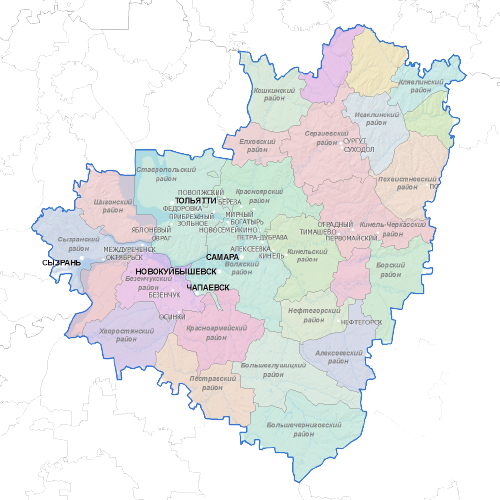 Клявлинский
район
Кошкинский
район
Исаклинский
район
Сергиевский
район
Елховский
район
СУРГУТ
СУХОДОЛ
Ставропольский
район
Похвистневский
район
ПО
ПОВОЛЖСКИЙ
Красноярский
район
ТОЛЬЯТТИ
БЕРЕЗА
Шигонский
район
ФЕДОРОВКА
ПРИБРЕЖНЫЙ
МИРНЫЙ
ЗОЛЬНОЕ
БОГАТЫРЬ
ОТРАДНЫЙ
Кинель-Черкасский
район
ЯБЛОНЕВЫЙ
ОВРАГ
НОВОСЕМЕЙКИНО
ТИМАШЕВО
ПЕТРА-ДУБРАВА
ПЕРВОМАЙСКИЙ
Сызранский
район
МЕЖДУРЕЧЕНСК
ОКТЯБРЬСК
АЛЕКСЕЕВКА
КИНЕЛЬ
Кинельский
район
САМАРА
СЫЗРАНЬ
Волжский
район
Борский
район
НОВОКУЙБЫШЕВСК
Безенчукский
район
ЧАПАЕВСК
БЕЗЕНЧУК
Нефтегорский
район
ОСИНКИ
НЕФТЕГОРСК
Хворостянский
район
Красноармейский
район
Алексеевский
район
Большеглушицкий
район
Пестравский
район
Большечерниговский
район